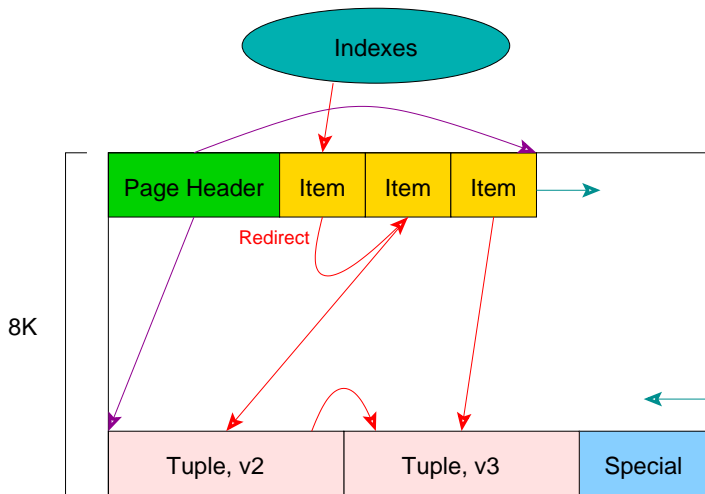 Indexes
Page Header Item Item Item
Redirect
8K
Tuple, v2 Tuple, v3 Special